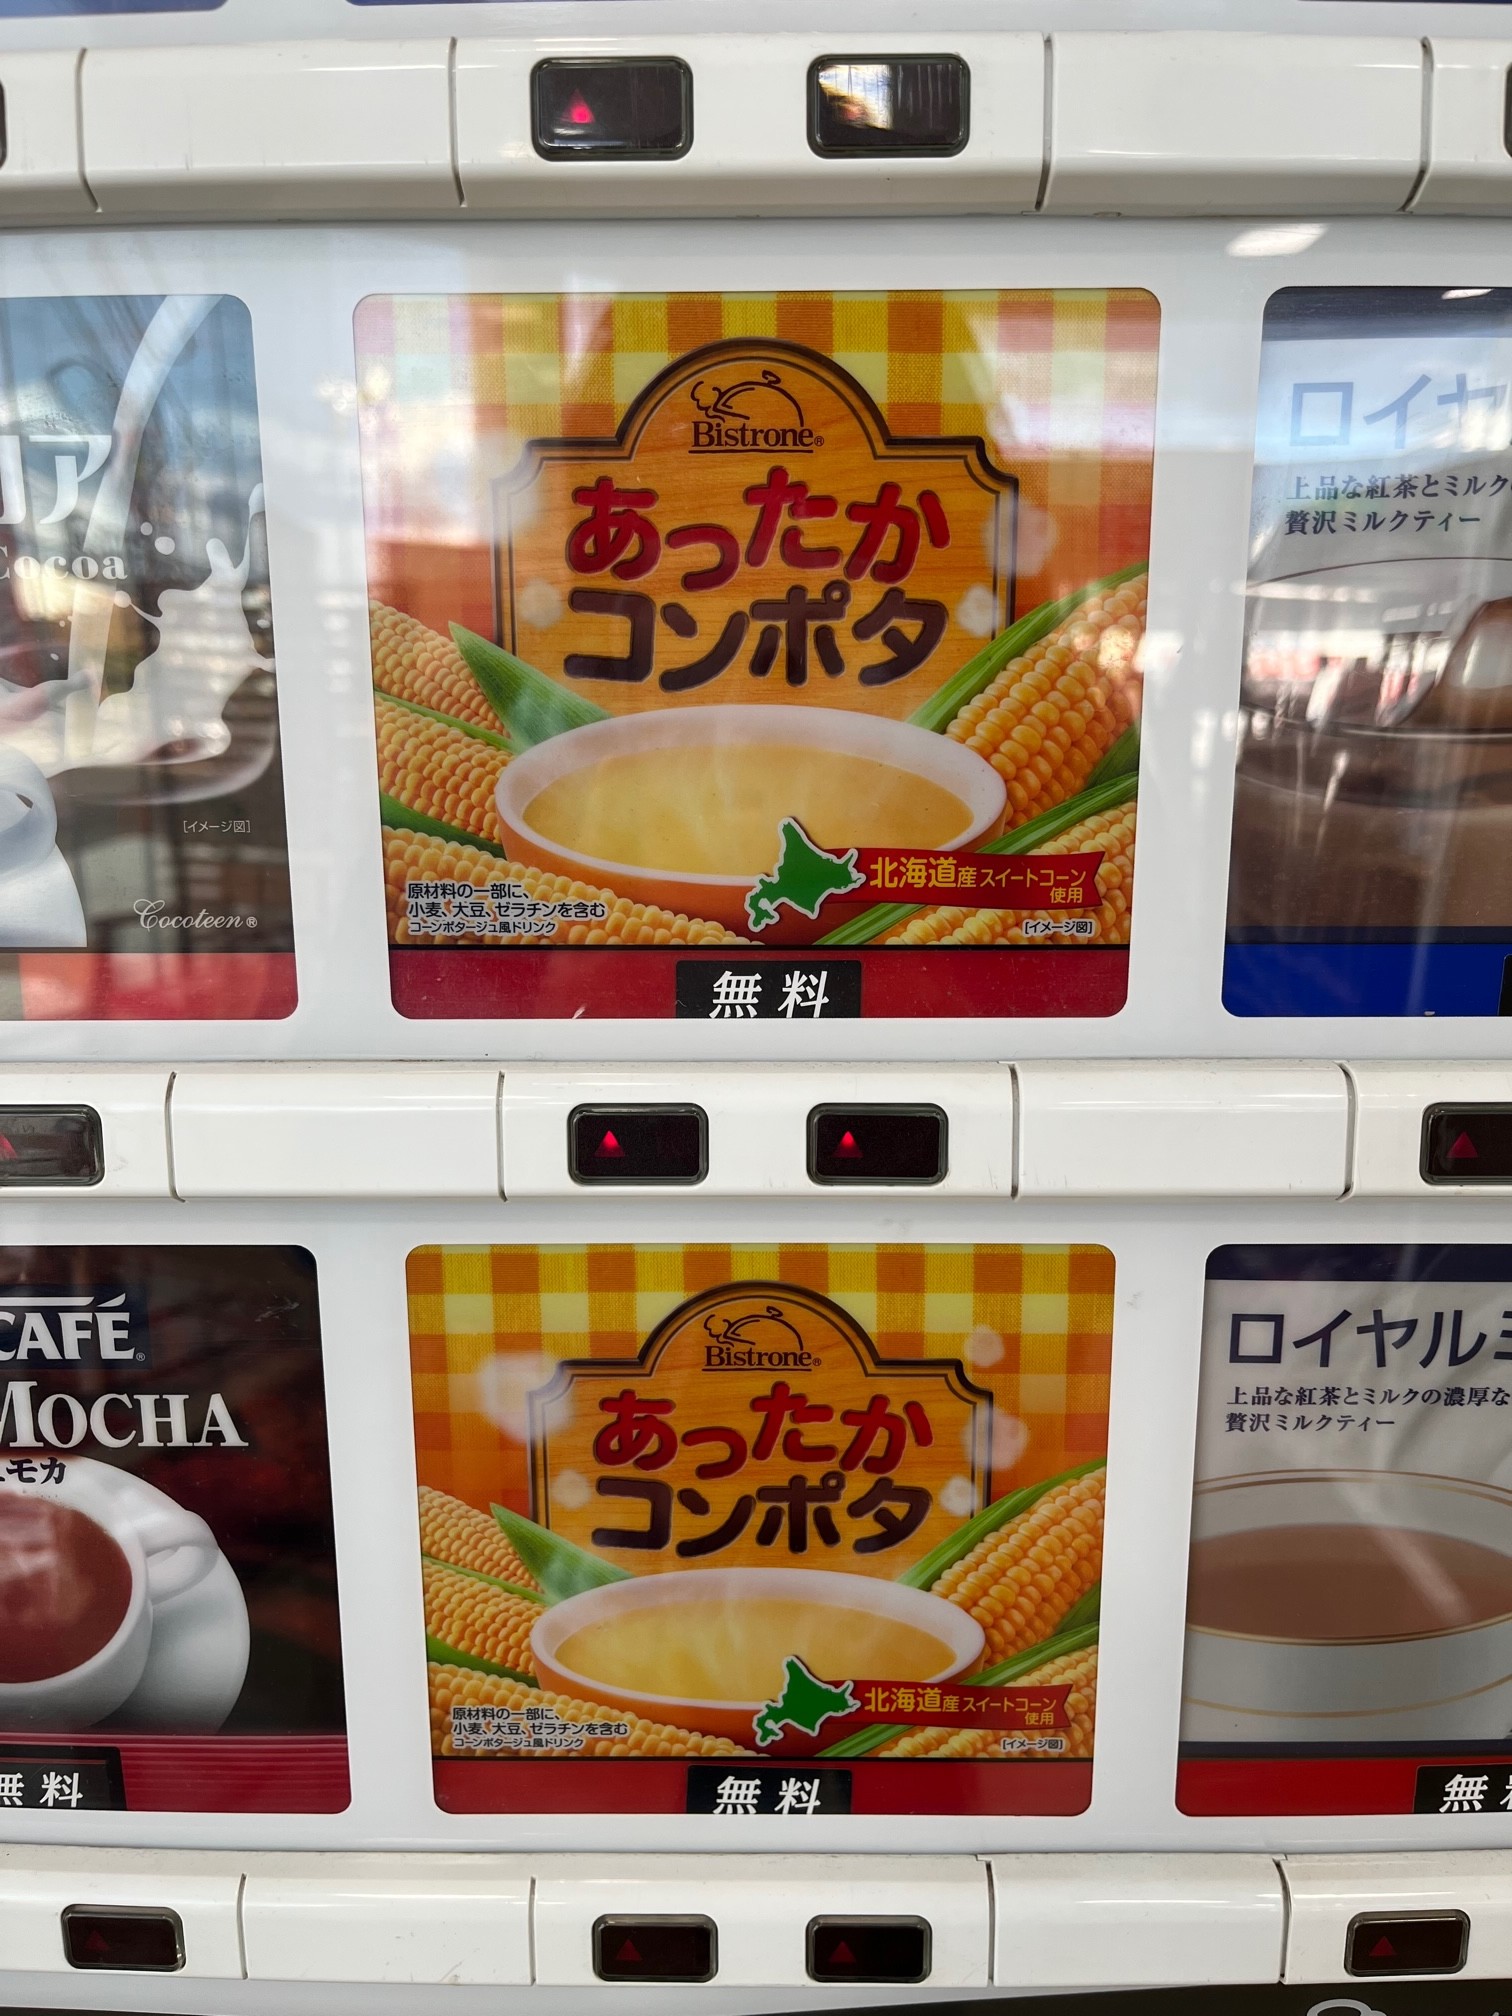 コア
Cocoa
[イメージ図]
Cocoteen®
Bistrone®
あったか
コンポタ
原材料の一部に、
小麦、大豆、ゼラチンを含む
コーンポタージュ風ドリンク
北海道産スイートコーン
使用
[イメージ図]
無料
ロイヤ
上品な紅茶とミルク
贅沢ミルクティー
CAFÉ®
MOCHA
モカ
無料
Bistrone®
あったか
コンポタ
原材料の一部に、
小麦、大豆、ゼラチンを含む
コーンポタージュ風ドリンク
北海道産スイートコーン
使用
[イメージ図]
無料
ロイヤルミ
上品な紅茶とミルクの濃厚な
贅沢ミルクティー
無